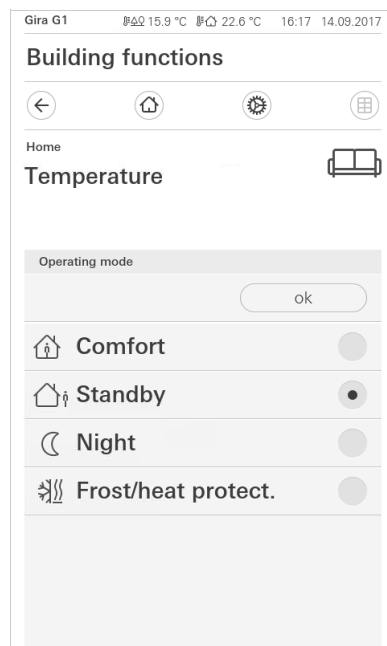 Gira G1 15.9 °C 22.6 °C 16:17 14.09.2017
Building functions
Home
Temperature
Operating mode
ok
Comfort
Standby
Night
Frost/heat protect.